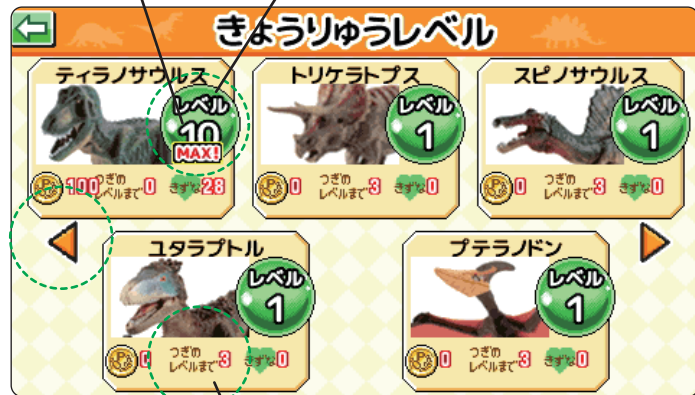 きょうりゅうレベル
ティラノサウルス
レベル
10
MAX!
P 100 つぎの
レベルまで 0 きずな 28
トリケラトプス
レベル
1
P 0 つぎの
レベルまで 3 きずな 0
スピノサウルス
レベル
1
P 0 つぎの
レベルまで 3 きずな 0
ユタラプトル
レベル
1
P 0 つぎの
レベルまで 3 きずな 0
プテラノドン
レベル
1
P 0 つぎの
レベルまで 3 きずな 0